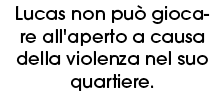 Lucas non può gioca-
re all'aperto a causa
della violenza nel suo
quartiere.